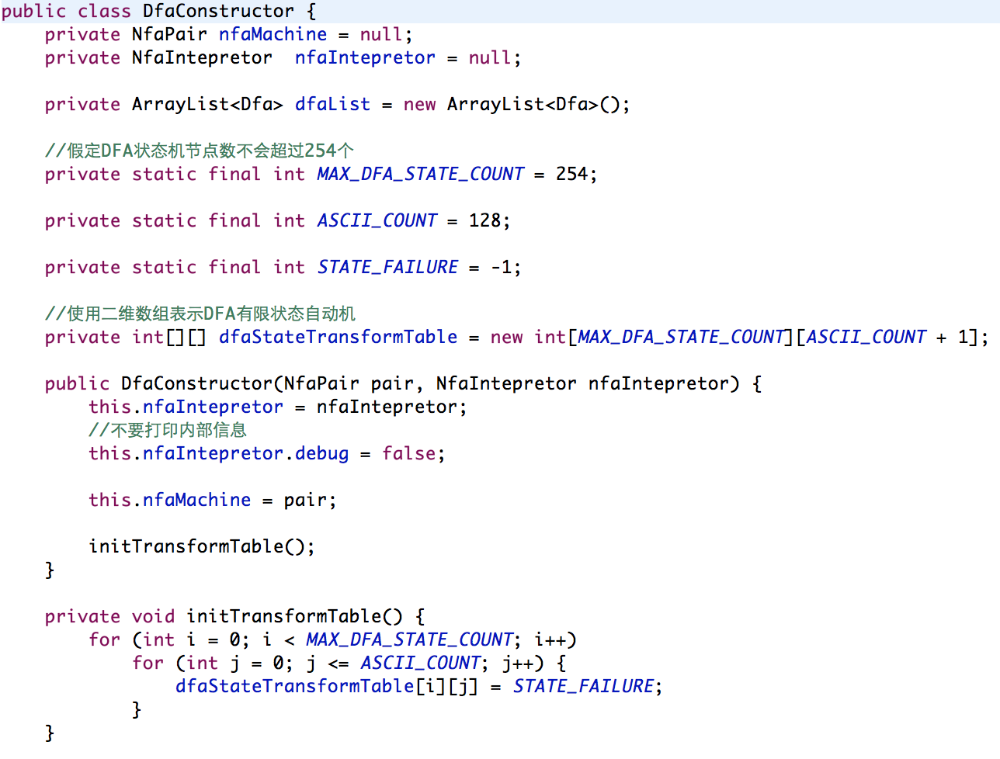 public class DfaConstructor {
    private NfaPair nfaMachine = null;
    private NfaIntepretor  nfaIntepretor = null;

    private ArrayList<Dfa> dfaList = new ArrayList<Dfa>();

    //假定DFA状态机节点数不会超过254个
    private static final int MAX_DFA_STATE_COUNT = 254;

    private static final int ASCII_COUNT = 128;

    private static final int STATE_FAILURE = -1;

    //使用二维数组表示DFA有限状态自动机
    private int[][] dfaStateTransformTable = new int[MAX_DFA_STATE_COUNT][ASCII_COUNT + 1];

    public DfaConstructor(NfaPair pair, NfaIntepretor nfaIntepretor) {
        this.nfaIntepretor = nfaIntepretor;
        //不要打印内部信息
        this.nfaIntepretor.debug = false;

        this.nfaMachine = pair;

        initTransformTable();
    }

    private void initTransformTable() {
        for (int i = 0; i < MAX_DFA_STATE_COUNT; i++)
            for (int j = 0; j <= ASCII_COUNT; j++) {
                dfaStateTransformTable[i][j] = STATE_FAILURE;
            }
    }